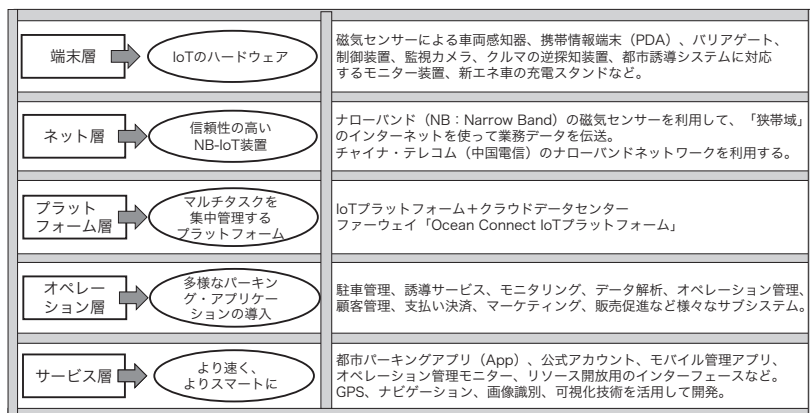 端末層
IoTのハードウェア
磁気センサーによる車両感知器、携帯情報端末（PDA）、バリアゲート、
制御装置、監視カメラ、クルマの逆探知装置、都市誘導システムに対応
するモニター装置、新エネ車の充電スタンドなど。
ネット層
信頼性の高い
NB-IoT装置
ナローバンド（NB：Narrow Band）の磁気センサーを利用して、「狭帯域」
のインターネットを使って業務データを伝送。
チャイナ・テレコム（中国電信）のナローバンドネットワークを利用する。
プラット
フォーム層
マルチタスクを
集中管理する
プラットフォーム
IoTプラットフォーム＋クラウドデータセンター
ファーウェイ「Ocean Connect IoTプラットフォーム」
オペレー
ション層
多様なパーキン
グ・アプリケー
ションの導入
駐車管理、誘導サービス、モニタリング、データ解析、オペレーション管理、
顧客管理、支払い決済、マーケティング、販売促進など様々なサブシステム。
サービス層
より速く、
よりスマートに
都市パーキングアプリ（App）、公式アカウント、モバイル管理アプリ、
オペレーション管理モニター、リソース開放用のインターフェースなど。
GPS、ナビゲーション、画像識別、可視化技術を活用して開発。